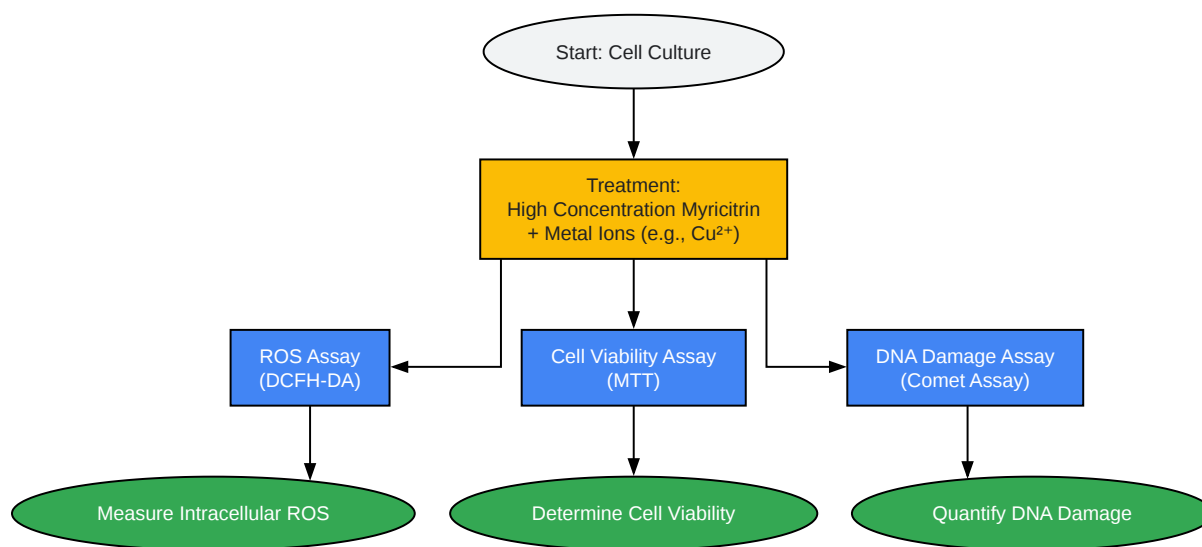 Start: Cell Culture
Treatment:
High Concentration Myricitrin
+ Metal Ions (e.g., Cu²⁺)
ROS Assay
(DCFH-DA)
Cell Viability Assay
(MTT)
DNA Damage Assay
(Comet Assay)
Measure Intracellular ROS
Determine Cell Viability
Quantify DNA Damage